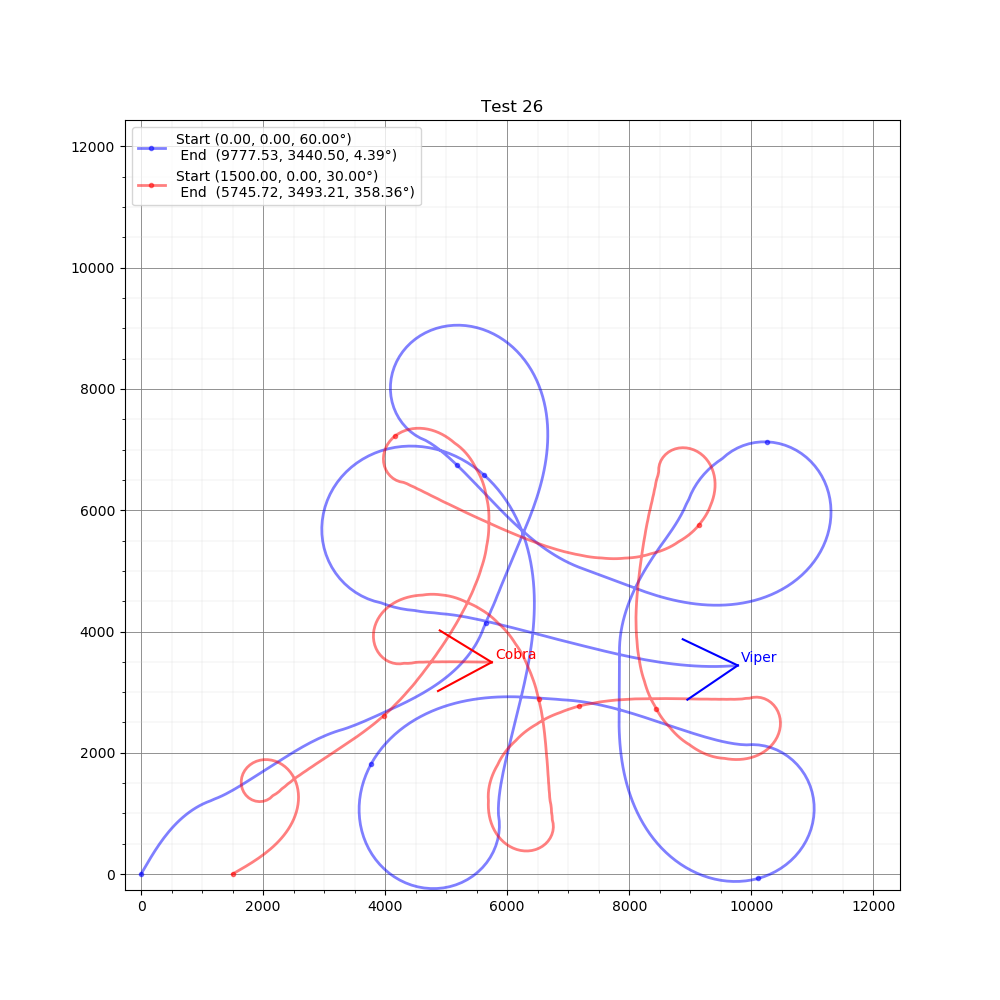 Test 26
Start (0.00, 0.00, 60.00°)
End (9777.53, 3440.50, 4.39°)
Start (1500.00, 0.00, 30.00°)
End (5745.72, 3493.21, 358.36°)
12000
10000
8000
6000
4000
2000
0
Cobra
Viper
0 2000 4000 6000 8000 10000 12000